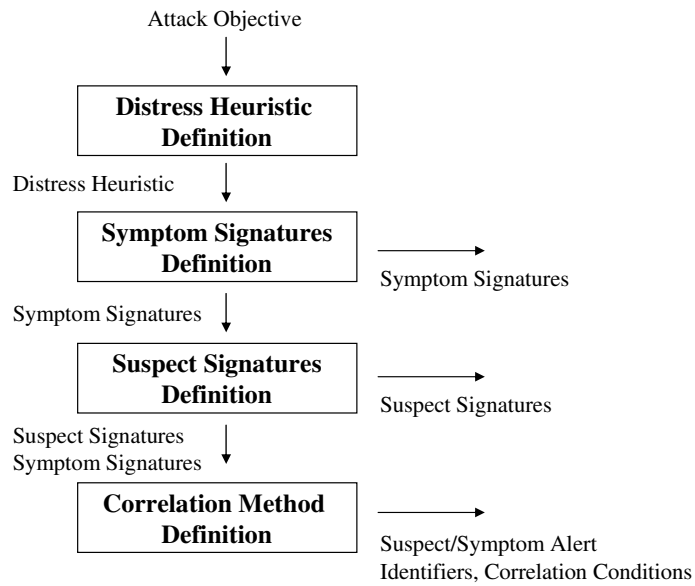 Attack Objective
Distress Heuristic
Definition
Distress Heuristic
Symptom Signatures
Definition
Symptom Signatures
Symptom Signatures
Suspect Signatures
Definition
Suspect Signatures
Suspect Signatures
Symptom Signatures
Correlation Method
Definition
Suspect/Symptom Alert
Identifiers, Correlation Conditions